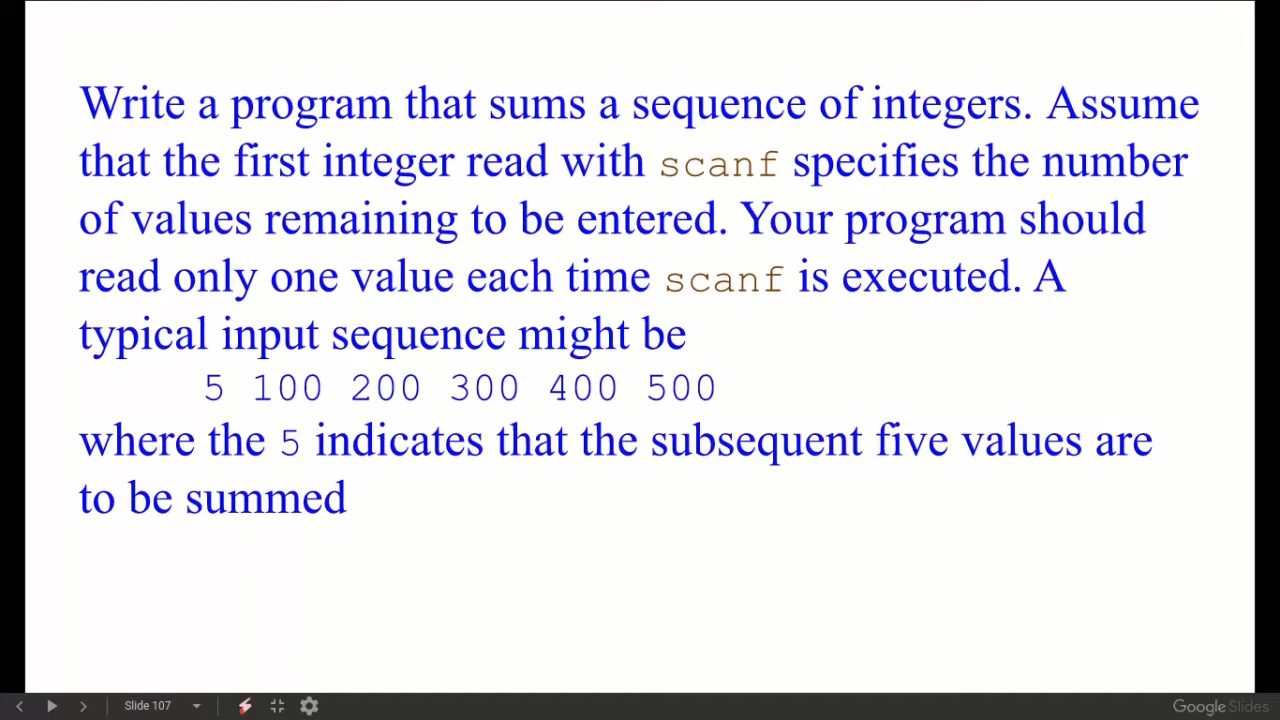 Write a program that sums a sequence of integers. Assume
that the first integer read with scanf specifies the number
of values remaining to be entered. Your program should
read only one value each time scanf is executed. A
typical input sequence might be
5 100 200 300 400 500
where the 5 indicates that the subsequent five values are
to be summed
Slide 107
Google Slides